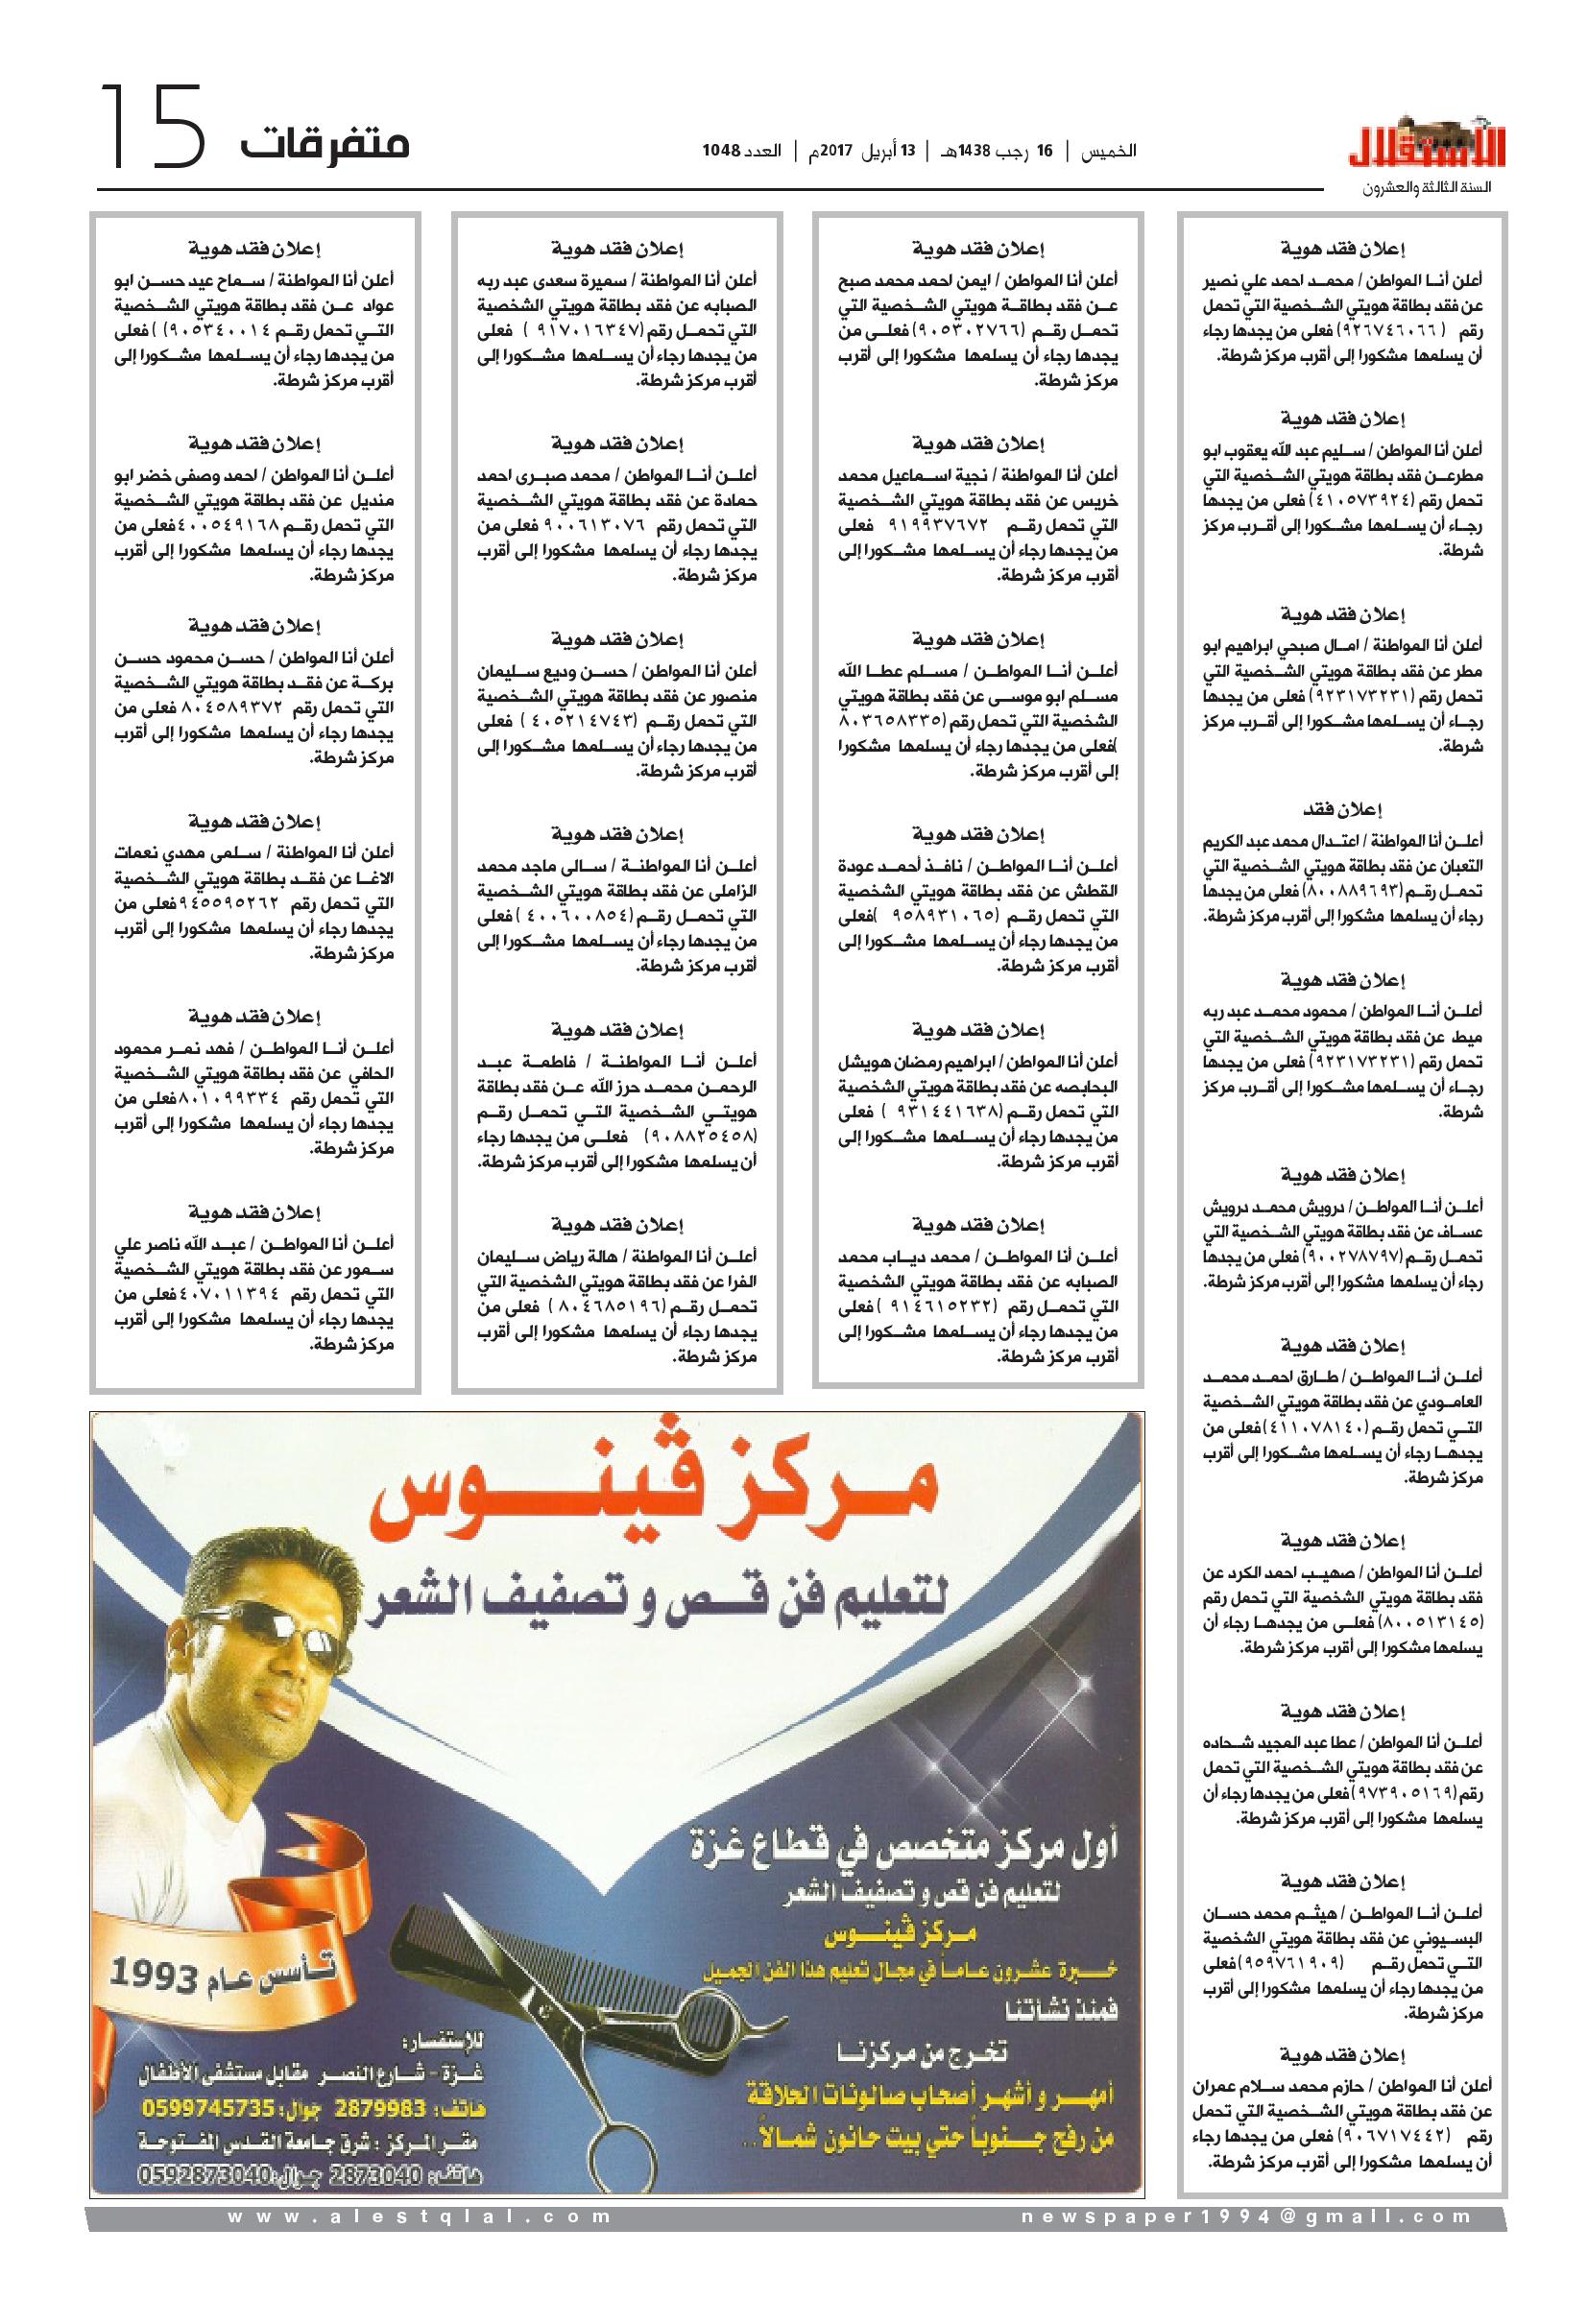 الاستقلال
السنة الثالثة والعشرون
الخميس | 16 رجب 1438هـ | 13 أبريل 2017م | العدد 1048
متفرقات
15
إعلان فقد هوية
أعلن أنا المواطن/ محمد احمد علي نصير
عن فقد بطاقة هويتي الشخصية التي تحمل
رقم (٩٢٦٧٤٦٠٦٦) فعلى من يجدها رجاء
أن يسلمها مشكورا إلى أقرب مركز شرطة.
إعلان فقد هوية
أعلن أنا المواطن/ سليم عبد الله يعقوب ابو
مطرعن فقد بطاقة هويتي الشخصية التي
تحمل رقم (٤١٠٥٧٣٩٢٤) فعلى من يجدها
رجاء أن يسلمها مشكورا إلى أقرب مركز
شرطة.
إعلان فقد هوية
أعلن أنا المواطنة / امال صبحي ابراهيم ابو
مطر عن فقد بطاقة هويتي الشخصية التي
تحمل رقم (٩٢٣١٧٣٢٣١) فعلى من يجدها
رجاء أن يسلمها مشكورا إلى أقرب مركز
شرطة.
إعلان فقد
أعلن أنا المواطنة / اعتدال محمد عبد الكريم
التعبان عن فقد بطاقة هويتي الشخصية التي
تحمل رقم (٨٠٠٨٨٩٦٩٣) فعلى من يجدها
رجاء أن يسلمها مشكورا إلى أقرب مركز شرطة.
إعلان فقد هوية
أعلن أنا المواطن / محمود محمد عبد ربه
ميط عن فقد بطاقة هويتي الشخصية التي
تحمل رقم (٩٢٣١٧٣٢٣١) فعلى من يجدها
رجاء أن يسلمها مشكورا إلى أقرب مركز
شرطة.
إعلان فقد هوية
أعلن أنا المواطن/ درويش محمد درويش
عساف عن فقد بطاقة هويتي الشخصية التي
تحمل رقم (٩٠٠٢٧٨٧٩٧) فعلى من يجدها
رجاء أن يسلمها مشكورا إلى أقرب مركز شرطة.
إعلان فقد هوية
أعلن أنا المواطن / طارق احمد محمد
العامودي عن فقد بطاقة هويتي الشخصية
التي تحمل رقم (٤١١٠٧٨١٤٠) فعلى من
يجدها رجاء أن يسلمها مشكورا إلى أقرب
مركز شرطة.
إعلان فقد هوية
أعلن أنا المواطن / صهيب احمد الكرد عن
فقد بطاقة هويتي الشخصية التي تحمل رقم
(٨٠٠٥١٣١٤٥) فعلى من يجدها رجاء أن
يسلمها مشكورا إلى أقرب مركز شرطة.
إعلان فقد هوية
أعلن أنا المواطن / عطا عبد المجيد شحاده
عن فقد بطاقة هويتي الشخصية التي تحمل
رقم (٩٧٣٩٠٥١٦٩) فعلى من يجدها رجاء أن
يسلمها مشكورا إلى أقرب مركز شرطة.
إعلان فقد هوية
أعلن أنا المواطن / هيثم محمد حسان
البسيوني عن فقد بطاقة هويتي الشخصية
التي تحمل رقم (٩٥٩٧٦١٩٠٩) فعلى
من يجدها رجاء أن يسلمها مشكورا إلى أقرب
مركز شرطة.
إعلان فقد هوية
أعلن أنا المواطن / حازم محمد سلام عمران
عن فقد بطاقة هويتي الشخصية التي تحمل
رقم (٩٠٦٧١٧٤٤٢) فعلى من يجدها رجاء
أن يسلمها مشكورا إلى أقرب مركز شرطة.
إعلان فقد هوية
أعلن أنا المواطن / ايمن احمد محمد صبح
عن فقد بطاقة هويتي الشخصية التي
تحمل رقم (٩٠٥٣٠٢٧٦٦) فعلى من
يجدها رجاء أن يسلمها مشكورا إلى أقرب
مركز شرطة.
إعلان فقد هوية
أعلن أنا المواطنة / نجية اسماعيل محمد
خريس عن فقد بطاقة هويتي الشخصية
التي تحمل رقم ٩١٩٩٣٧٦٧٢ فعلى
من يجدها رجاء أن يسلمها مشكورا إلى
أقرب مركز شرطة.
إعلان فقد هوية
أعلن أنا المواطن / مسلم عطا الله
مسلم ابو موسى عن فقد بطاقة هويتي
الشخصية التي تحمل رقم (٨٠٣٦٥٨٣٣٥
)فعلى من يجدها رجاء أن يسلمها مشكورا
إلى أقرب مركز شرطة.
إعلان فقد هوية
أعلن أنا المواطن / نافذ أحمد عودة
القطش عن فقد بطاقة هويتي الشخصية
التي تحمل رقم (٩٥٨٩٣١٠٦٥ )فعلى
من يجدها رجاء أن يسلمها مشكورا إلى
أقرب مركز شرطة.
إعلان فقد هوية
أعلن أنا المواطن/ ابراهيم رمضان هويشل
البحابصه عن فقد بطاقة هويتي الشخصية
التي تحمل رقم (٩٣١٤٤١٦٣٨ ) فعلى
من يجدها رجاء أن يسلمها مشكورا إلى
أقرب مركز شرطة.
إعلان فقد هوية
أعلن أنا المواطن / محمد دياب محمد
الصبابه عن فقد بطاقة هويتي الشخصية
التي تحمل رقم (٩١٤٦١٥٢٣٢ ) فعلى
من يجدها رجاء أن يسلمها مشكورا إلى
أقرب مركز شرطة.
إعلان فقد هوية
أعلن أنا المواطنة / سميرة سعدى عبد ربه
الصبابه عن فقد بطاقة هويتي الشخصية
التي تحمل رقم (٩١٧٠١٦٣٤٧ ) فعلى
من يجدها رجاء أن يسلمها مشكورا إلى
أقرب مركز شرطة.
إعلان فقد هوية
أعلن أنا المواطن / محمد صبرى احمد
حمادة عن فقد بطاقة هويتي الشخصية
التي تحمل رقم ٩٠٠٦١٣٠٧٦ فعلى من
يجدها رجاء أن يسلمها مشكورا إلى أقرب
مركز شرطة.
إعلان فقد هوية
أعلن أنا المواطن / حسن وديع سليمان
منصور عن فقد بطاقة هويتي الشخصية
التي تحمل رقم (٤٠٥٢١٤٧٤٣ ) فعلى
من يجدها رجاء أن يسلمها مشكورا إلى
أقرب مركز شرطة.
إعلان فقد هوية
أعلن أنا المواطنة / سالى ماجد محمد
الزاملى عن فقد بطاقة هويتي الشخصية
التي تحمل رقم (٤٠٠٦٠٠٨٥٤ ) فعلى
من يجدها رجاء أن يسلمها مشكورا إلى
أقرب مركز شرطة.
إعلان فقد هوية
أعلن أنا المواطنة / فاطمة عبد
الرحمن محمد حرز الله عن فقد بطاقة
هويتي الشخصية التي تحمل رقم
(٩٠٨٨٢٥٤٥٨) فعلى من يجدها رجاء
أن يسلمها مشكورا إلى أقرب مركز شرطة.
إعلان فقد هوية
أعلن أنا المواطنة / هالة رياض سليمان
الفرا عن فقد بطاقة هويتي الشخصية التي
تحمل رقم (٨٠٤٦٨٥١٩٦ ) فعلى من
يجدها رجاء أن يسلمها مشكورا إلى أقرب
مركز شرطة.
إعلان فقد هوية
أعلن أنا المواطنة / سماح عيد حسن ابو
عواد عن فقد بطاقة هويتي الشخصية
التي تحمل رقم ٩٠٥٣٤٠٠١٤) ) فعلى
من يجدها رجاء أن يسلمها مشكورا إلى
أقرب مركز شرطة.
إعلان فقد هوية
أعلن أنا المواطن / احمد وصفى خضر ابو
منديل عن فقد بطاقة هويتي الشخصية
التي تحمل رقم ٤٠٠٥٤٩١٦٨ فعلى من
يجدها رجاء أن يسلمها مشكورا إلى أقرب
مركز شرطة.
إعلان فقد هوية
أعلن أنا المواطن / حسن محمود حسن
بركة عن فقد بطاقة هويتي الشخصية
التي تحمل رقم ٨٠٤٥٨٩٣٧٢ فعلى من
يجدها رجاء أن يسلمها مشكورا إلى أقرب
مركز شرطة.
إعلان فقد هوية
أعلن أنا المواطنة / سلمى مهدي نعمات
الاغا عن فقد بطاقة هويتي الشخصية
التي تحمل رقم ٩٤٥٥٩٥٢٦٢ فعلى من
يجدها رجاء أن يسلمها مشكورا إلى أقرب
مركز شرطة.
إعلان فقد هوية
أعلن أنا المواطن / فهد نمر محمود
الحافي عن فقد بطاقة هويتي الشخصية
التي تحمل رقم ٨٠١٠٩٩٣٣٤ فعلى من
يجدها رجاء أن يسلمها مشكورا إلى أقرب
مركز شرطة.
إعلان فقد هوية
أعلن أنا المواطن / عبد الله ناصر علي
سمور عن فقد بطاقة هويتي الشخصية
التي تحمل رقم ٤٠٧٠١١٣٩٤ فعلى من
يجدها رجاء أن يسلمها مشكورا إلى أقرب
مركز شرطة.
مركز ڤينوس
لتعليم فن قص و تصفيف الشعر
أول مركز متخصص في قطاع غزة
لتعليم فن قص و تصفيف الشعر
مركز ڤينوس
خبرة عشرون عاماً في مجال تعليم هذا الفن الجميل
فمنذ نشأتنا
تخرج من مركزنا
أمهر و أشهر أصحاب صالونات الحلاقة
من رفح جنوباً حتي بيت حانون شمالاً..
تأسس عام 1993
للإستفسار:
غزة - شارع النصر مقابل مستشفى الأطفال
هاتف: 2879983 جوال: 0599745735
مقر المركز : شرق جامعة القدس المفتوحة
هاتف: 2873040 جوال: 0592873040
www.alestqlal.com
newspaper1994@gmail.com